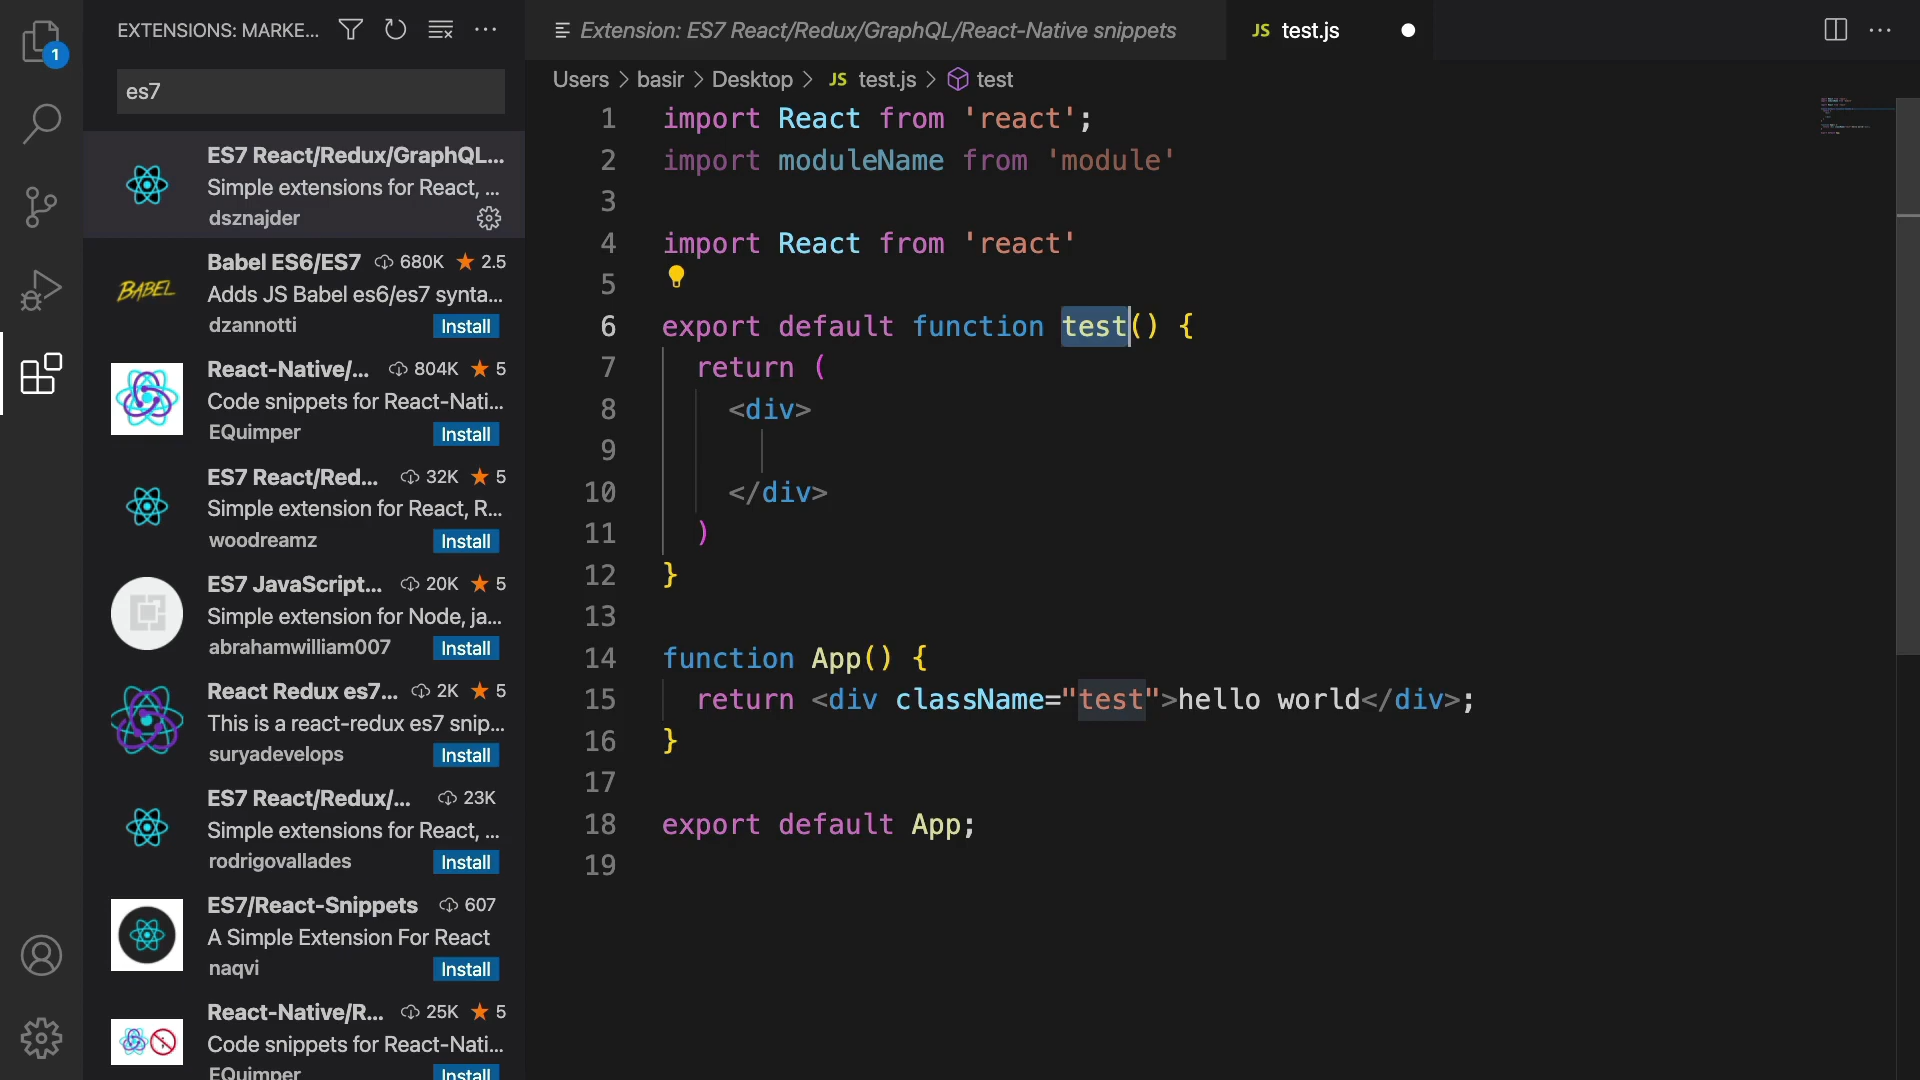 EXTENSIONS: MARKE...
1
es7
ES7 React/Redux/GraphQL...
Simple extensions for React, ...
dsznajder
Babel ES6/ES7 680K 2.5
BABEL
Adds JS Babel es6/es7 synta...
dzannotti Install
React-Native/... 804K 5
Code snippets for React-Nati...
EQuimper Install
ES7 React/Red... 32K 5
Simple extension for React, R...
woodreamz Install
ES7 JavaScript... 20K 5
Simple extension for Node, ja...
abrahamwilliam007 Install
React Redux es7... 2K 5
This is a react-redux es7 snip...
suryadevelops Install
ES7 React/Redux/... 23K
Simple extensions for React, ...
rodrigovallades Install
ES7/React-Snippets 607
A Simple Extension For React
naqvi Install
React-Native/R... 25K 5
Code snippets for React-Nati...
EQuimper Install
Extension: ES7 React/Redux/GraphQL/React-Native snippets
JS test.js
Users > basir > Desktop > JS test.js > test
1 import React from 'react';
2 import moduleName from 'module'
3
4 import React from 'react'
5
6 export default function test() {
7 return (
8 <div>
9
10 </div>
11 )
12 }
13
14 function App() {
15 return <div className="test">hello world</div>;
16 }
17
18 export default App;
19